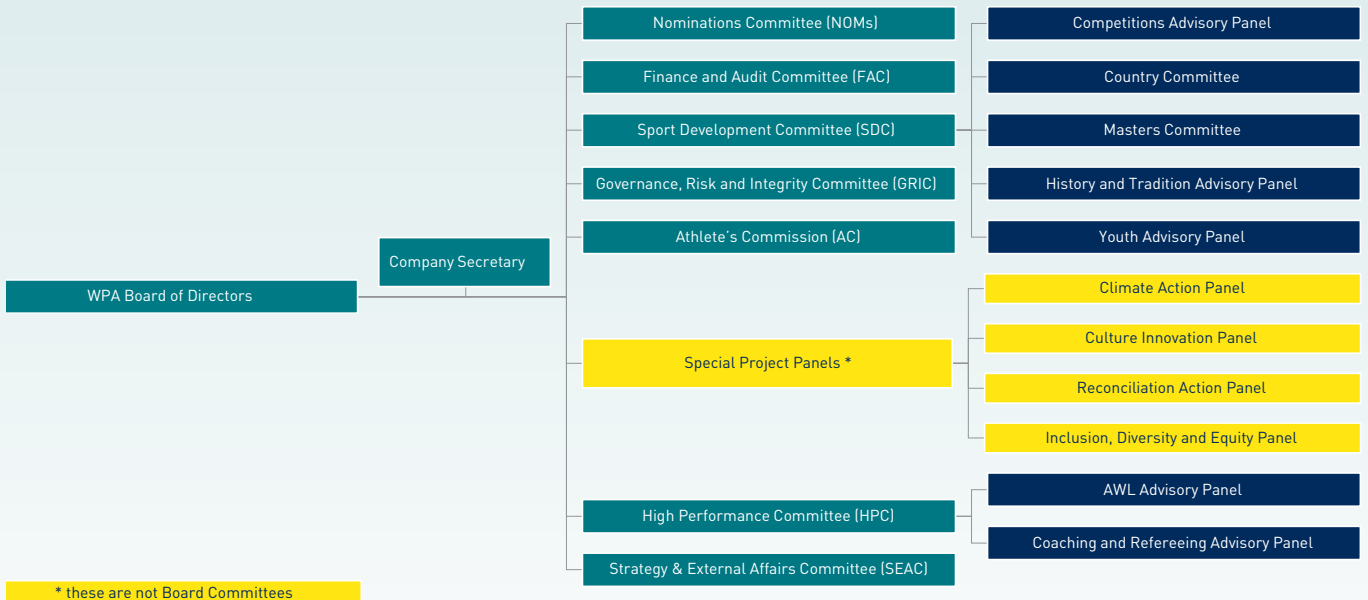 WPA Board of Directors
Company Secretary
Nominations Committee (NOMs)
Finance and Audit Committee (FAC)
Sport Development Committee (SDC)
Governance, Risk and Integrity Committee (GRIC)
Athlete's Commission (AC)
Special Project Panels *
High Performance Committee (HPC)
Strategy & External Affairs Committee (SEAC)
Competitions Advisory Panel
Country Committee
Masters Committee
History and Tradition Advisory Panel
Youth Advisory Panel
Climate Action Panel
Culture Innovation Panel
Reconciliation Action Panel
Inclusion, Diversity and Equity Panel
AWL Advisory Panel
Coaching and Refereeing Advisory Panel
* these are not Board Committees